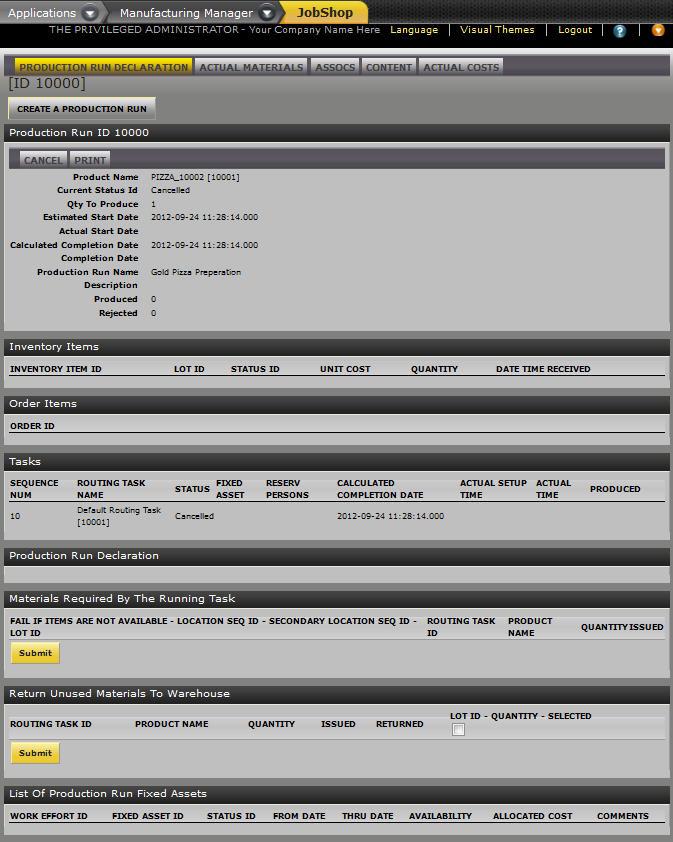 Applications Manufacturing Manager JobShop
THE PRIVILEGED ADMINISTRATOR - Your Company Name Here Language Visual Themes Logout ?
PRODUCTION RUN DECLARATION ACTUAL MATERIALS ASSOCS CONTENT ACTUAL COSTS
[ID 10000]
CREATE A PRODUCTION RUN
Production Run ID 10000
CANCEL PRINT
Product Name PIZZA_10002 [10001]
Current Status Id Cancelled
Qty To Produce 1
Estimated Start Date 2012-09-24 11:28:14.000
Actual Start Date
Calculated Completion Date 2012-09-24 11:28:14.000
Completion Date
Production Run Name Gold Pizza Preperation
Description
Produced 0
Rejected 0
Inventory Items
INVENTORY ITEM ID LOT ID STATUS ID UNIT COST QUANTITY DATE TIME RECEIVED
Order Items
ORDER ID
Tasks
SEQUENCE NUM ROUTING TASK NAME STATUS FIXED ASSET RESERV PERSONS CALCULATED COMPLETION DATE ACTUAL SETUP TIME ACTUAL TIME PRODUCED
10 Default Routing Task [10001] Cancelled 2012-09-24 11:28:14.000
Production Run Declaration
Materials Required By The Running Task
FAIL IF ITEMS ARE NOT AVAILABLE - LOCATION SEQ ID - SECONDARY LOCATION SEQ ID - LOT ID ROUTING TASK ID PRODUCT NAME QUANTITY ISSUED
Submit
Return Unused Materials To Warehouse
ROUTING TASK ID PRODUCT NAME QUANTITY ISSUED RETURNED LOT ID - QUANTITY - SELECTED
Submit
List Of Production Run Fixed Assets
WORK EFFORT ID FIXED ASSET ID STATUS ID FROM DATE THRU DATE AVAILABILITY ALLOCATED COST COMMENTS